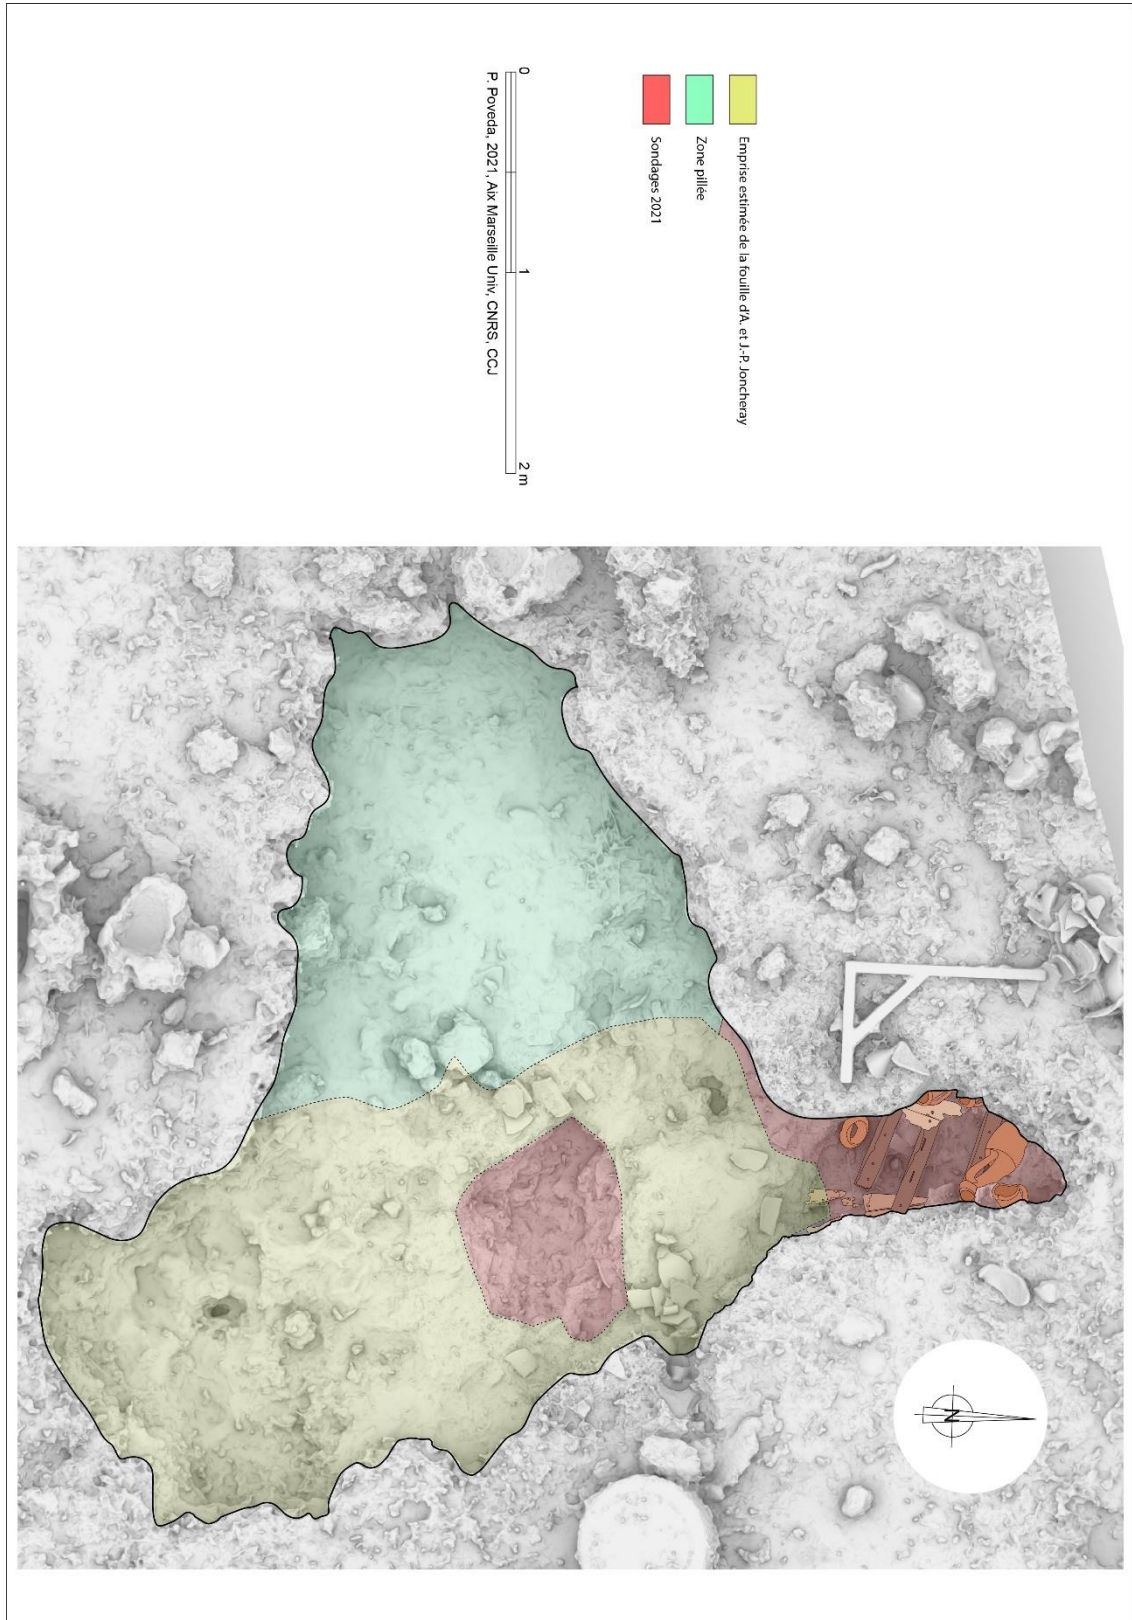 Emprise estimée de la fouille d'A. et J.-P. Joncheray
Zone pillée
Sondages 2021
0 1 2 m
P. Poveda, 2021, Aix Marseille Univ, CNRS, CCJ
N